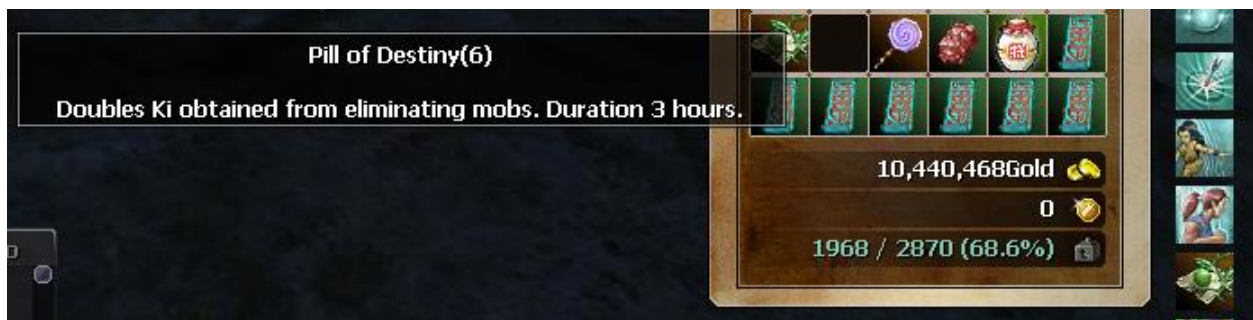 Pill of Destiny(6)
Doubles Ki obtained from eliminating mobs. Duration 3 hours.
10,440,468Gold
0
1968 / 2870 (68.6%)